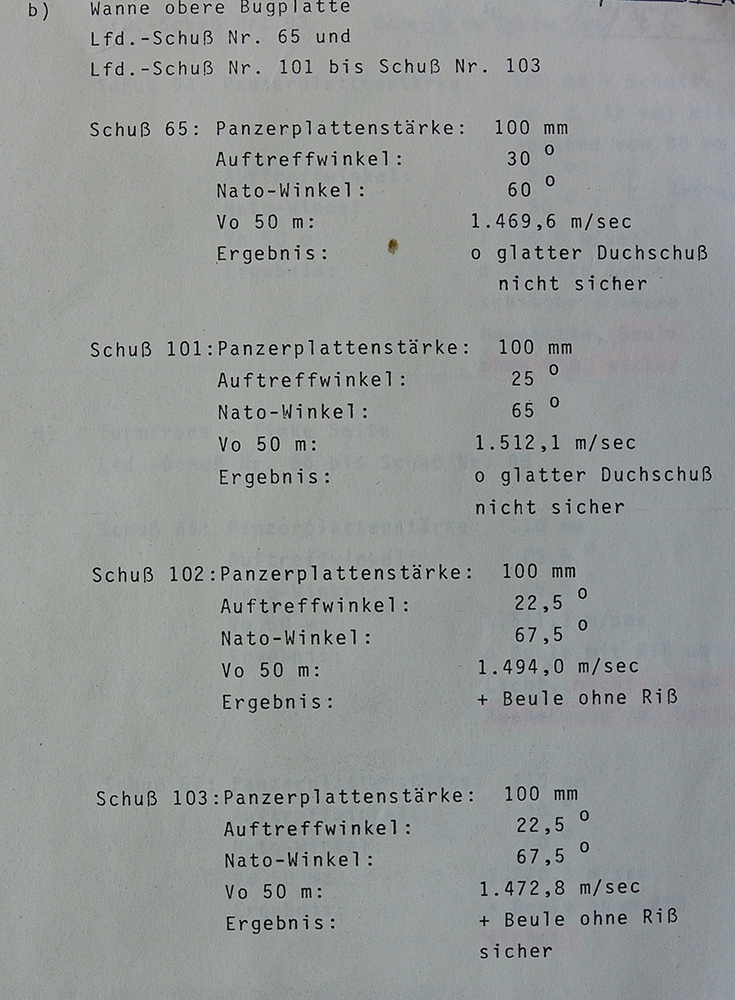 b) Wanne obere Bugplatte
Lfd.-Schuß Nr. 65 und
Lfd.-Schuß Nr. 101 bis Schuß Nr. 103
Schuß 65: Panzerplattenstärke: 100 mm
Auftreffwinkel: 30 °
Nato-Winkel: 60 °
Vo 50 m: 1.469,6 m/sec
Ergebnis: o glatter Duchschuß
nicht sicher
Schuß 101:Panzerplattenstärke: 100 mm
Auftreffwinkel: 25 °
Nato-Winkel: 65 °
Vo 50 m: 1.512,1 m/sec
Ergebnis: o glatter Duchschuß
nicht sicher
Schuß 102:Panzerplattenstärke: 100 mm
Auftreffwinkel: 22,5 °
Nato-Winkel: 67,5 °
Vo 50 m: 1.494,0 m/sec
Ergebnis: + Beule ohne Riß
Schuß 103:Panzerplattenstärke: 100 mm
Auftreffwinkel: 22,5 °
Nato-Winkel: 67,5 °
Vo 50 m: 1.472,8 m/sec
Ergebnis: + Beule ohne Riß
sicher